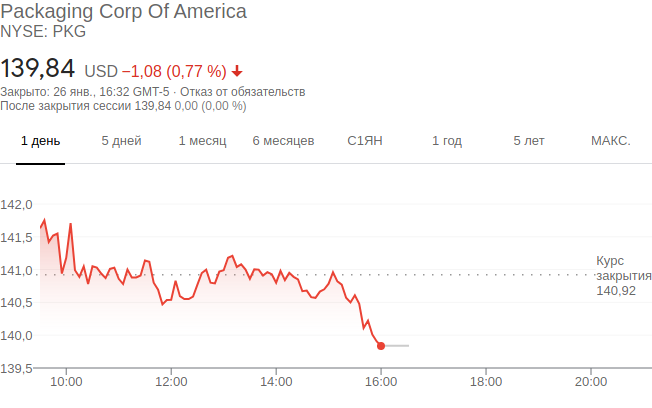 Packaging Corp Of America
NYSE: PKG
139,84 USD −1,08 (0,77 %)
Закрыто: 26 янв., 16:32 GMT-5 · Отказ от обязательств
После закрытия сессии 139,84 0,00 (0,00 %)
1 день 5 дней 1 месяц 6 месяцев С1ЯН 1 год 5 лет МАКС.
142,0
141,5
141,0
140,5
140,0
139,5
Курс
закрытия
140,92
10:00 12:00 14:00 16:00 18:00 20:00